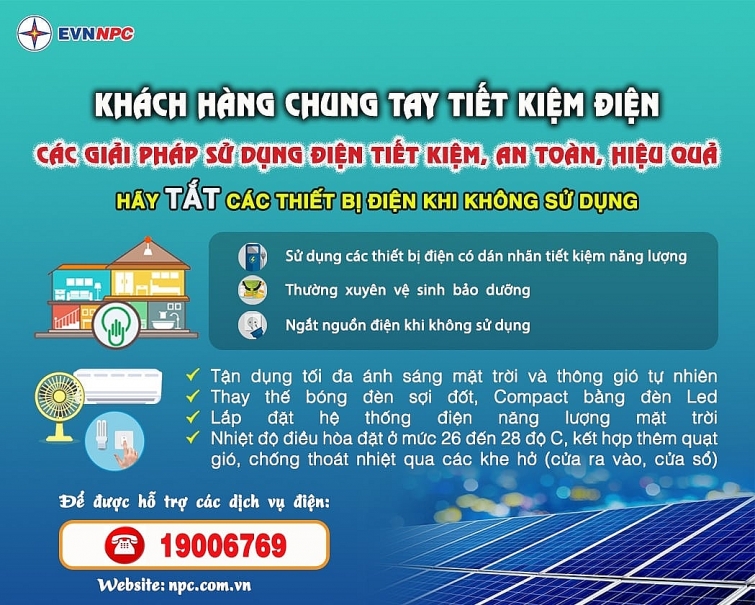 EVNNPC
KHÁCH HÀNG CHUNG TAY TIẾT KIỆM ĐIỆN
CÁC GIẢI PHÁP SỬ DỤNG ĐIỆN TIẾT KIỆM, AN TOÀN, HIỆU QUẢ
HÃY TẮT CÁC THIẾT BỊ ĐIỆN KHI KHÔNG SỬ DỤNG
Sử dụng các thiết bị điện có dán nhãn tiết kiệm năng lượng
Thường xuyên vệ sinh bảo dưỡng
Ngắt nguồn điện khi không sử dụng
Tận dụng tối đa ánh sáng mặt trời và thông gió tự nhiên
Thay thế bóng đèn sợi đốt, Compact bằng đèn Led
Lắp đặt hệ thống điện năng lượng mặt trời
Nhiệt độ điều hòa đặt ở mức 26 đến 28 độ C, kết hợp thêm quạt
gió, chống thoát nhiệt qua các khe hở (cửa ra vào, cửa sổ)
Để được hỗ trợ các dịch vụ điện:
19006769
Website: npc.com.vn